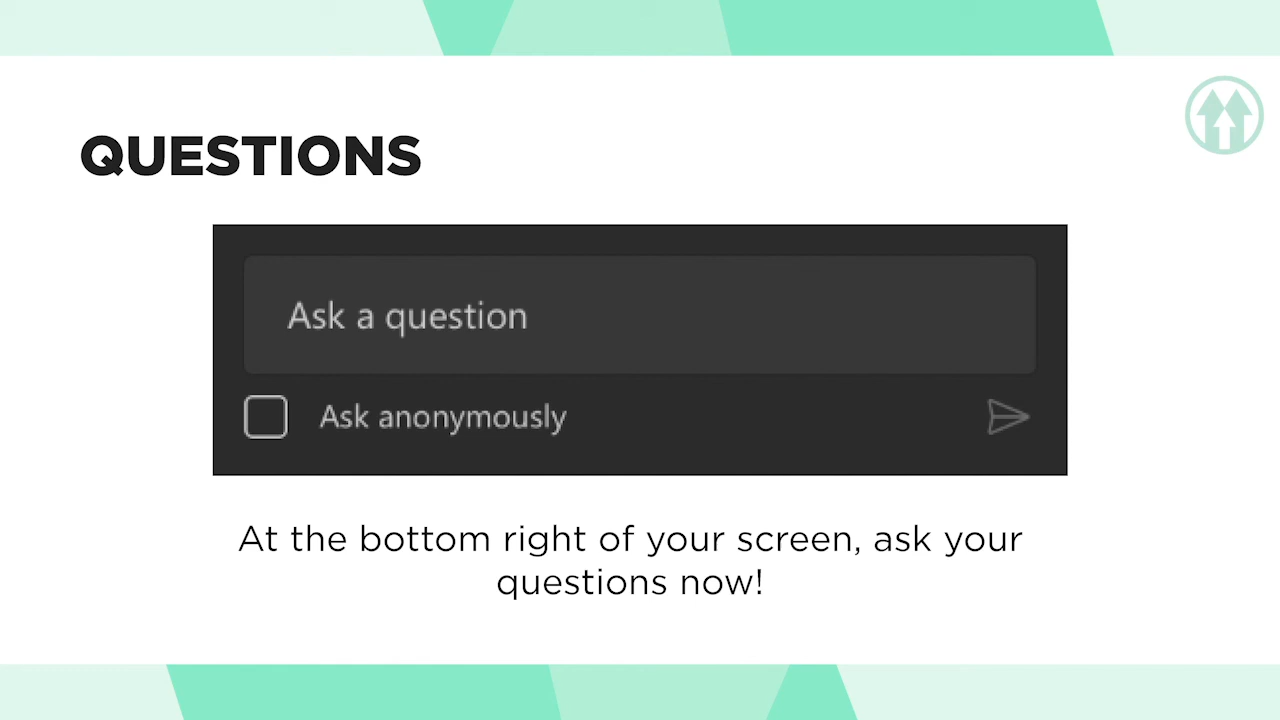 QUESTIONS
Ask a question
Ask anonymously
At the bottom right of your screen, ask your
questions now!